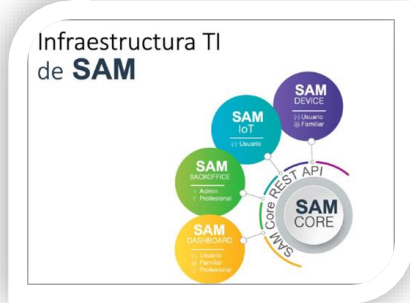 Infraestructura TI
de SAM
SAM
DEVICE
Usuario
Familiar
SAM
IoT
Usuario
SAM
BACKOFFICE
Admin
Profesional
SAM
DASHBOARD
Usuario
Familiar
Profesional
SAM Core REST API
SAM
CORE